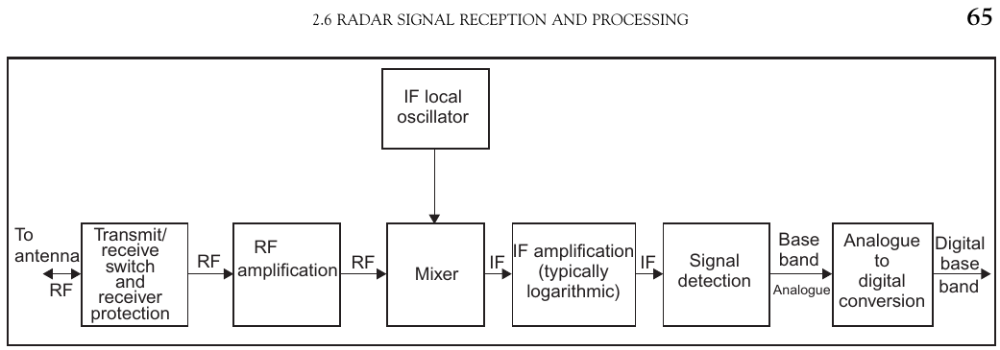 2.6 RADAR SIGNAL RECEPTION AND PROCESSING
65
IF local
oscillator
To
antenna
RF
Transmit/
receive
switch
and
receiver
protection
RF
RF
amplification
RF
Mixer
IF
IF amplification
(typically
logarithmic)
IF
Signal
detection
Base
band
Analogue
Analogue
to
digital
conversion
Digital
base
band